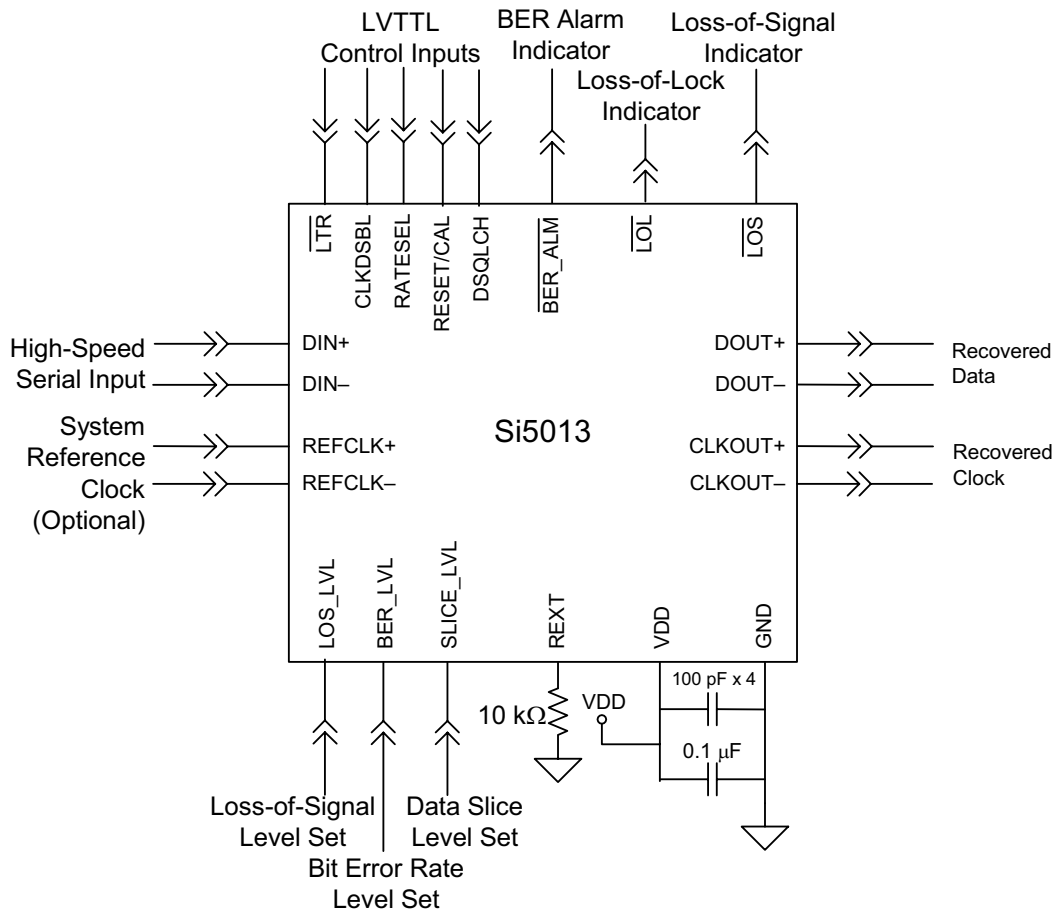 LVTTL
Control Inputs
BER Alarm
Indicator
Loss-of-Signal
Indicator
Loss-of-Lock
Indicator
LTR
CLKDSBL
RATESEL
RESET/CAL
DSQLCH
BER_ALM
LOL
LOS
High-Speed
Serial Input
DIN+
DIN–
DOUT+
DOUT–
Recovered
Data
System
Reference
Clock
(Optional)
REFCLK+
REFCLK–
Si5013
CLKOUT+
CLKOUT–
Recovered
Clock
LOS_LVL
BER_LVL
SLICE_LVL
REXT
VDD
GND
10 kΩ
VDD
100 pF x 4
0.1 μF
Loss-of-Signal
Level Set
Data Slice
Level Set
Bit Error Rate
Level Set